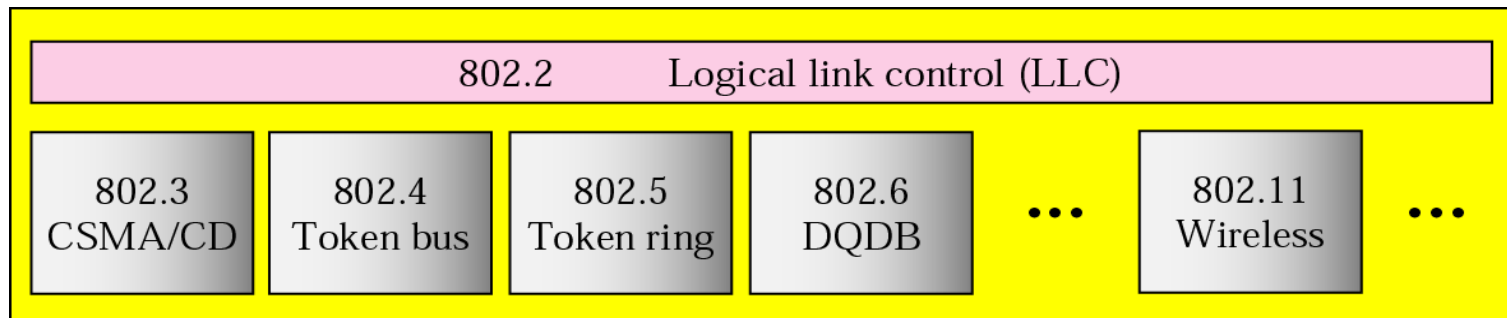 802.2 Logical link control (LLC)
802.3
CSMA/CD
802.4
Token bus
802.5
Token ring
802.6
DQDB
...
802.11
Wireless
...